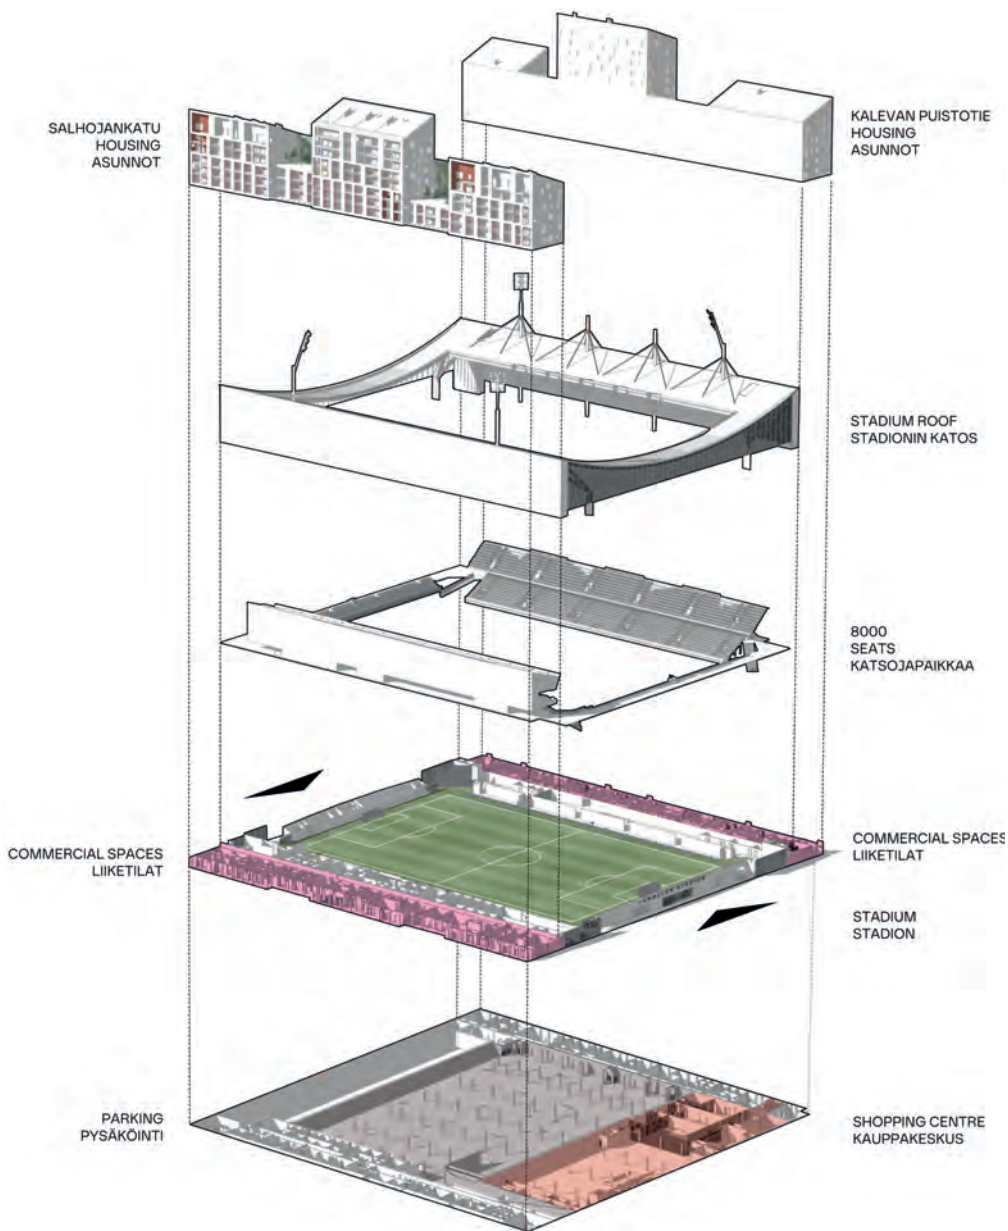 KALEVAN PUISTOTIE
HOUSING
ASUNNOT
SALHOJANKATU
HOUSING
ASUNNOT
STADIUM ROOF
STADIONIN KATOS
8000
SEATS
KATSOJAPAIKKAA
COMMERCIAL SPACES
LIIKETILAT
COMMERCIAL SPACES
LIIKETILAT
STADIUM
STADION
PARKING
PYSÄKÖINTI
SHOPPING CENTRE
KAUPPAKESKUS